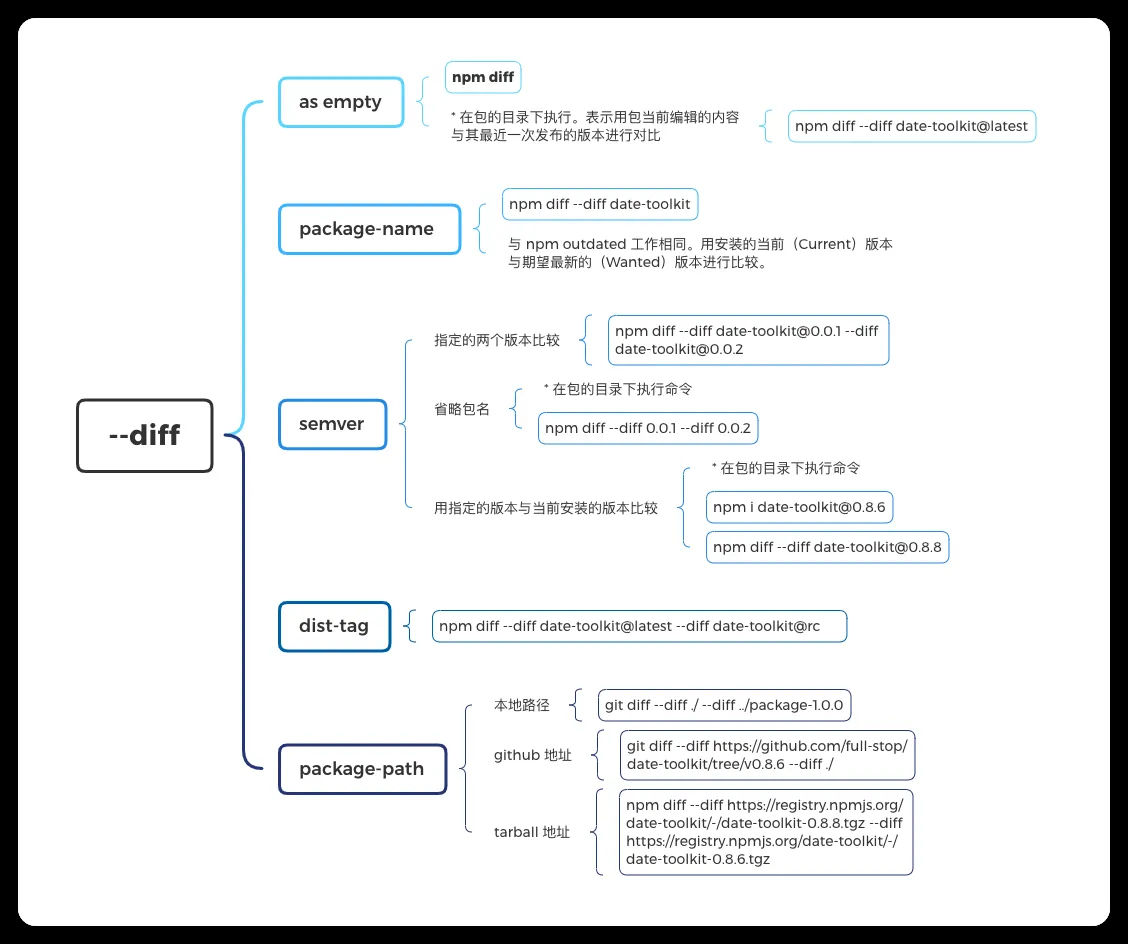 --diff
as empty
npm diff
* 在包的目录下执行。表示用包当前编辑的内容
与其最近一次发布的版本进行对比
npm diff --diff date-toolkit@latest
package-name
npm diff --diff date-toolkit
与 npm outdated 工作相同。用安装的当前（Current）版本
与期望最新的（Wanted）版本进行比较。
semver
指定的两个版本比较
npm diff --diff date-toolkit@0.0.1 --diff
date-toolkit@0.0.2
省略包名
* 在包的目录下执行命令
npm diff --diff 0.0.1 --diff 0.0.2
用指定的版本与当前安装的版本比较
* 在包的目录下执行命令
npm i date-toolkit@0.8.6
npm diff --diff date-toolkit@0.8.8
dist-tag
npm diff --diff date-toolkit@latest --diff date-toolkit@rc
package-path
本地路径
git diff --diff ./ --diff ../package-1.0.0
github 地址
git diff --diff https://github.com/full-stop/
date-toolkit/tree/v0.8.6 --diff ./
tarball 地址
npm diff --diff https://registry.npmjs.org/
date-toolkit/-/date-toolkit-0.8.8.tgz --diff
https://registry.npmjs.org/date-toolkit/-/
date-toolkit-0.8.6.tgz